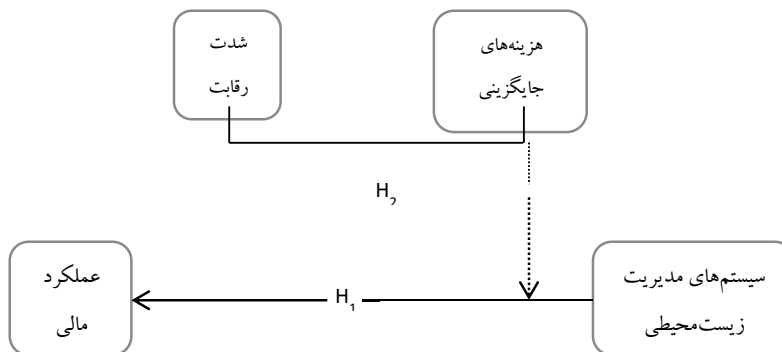 هزینه‌های
جایگزینی
شدت
رقابت
H₂
سیستم‌های مدیریت
زیست‌محیطی
H₁
عملکرد
مالی